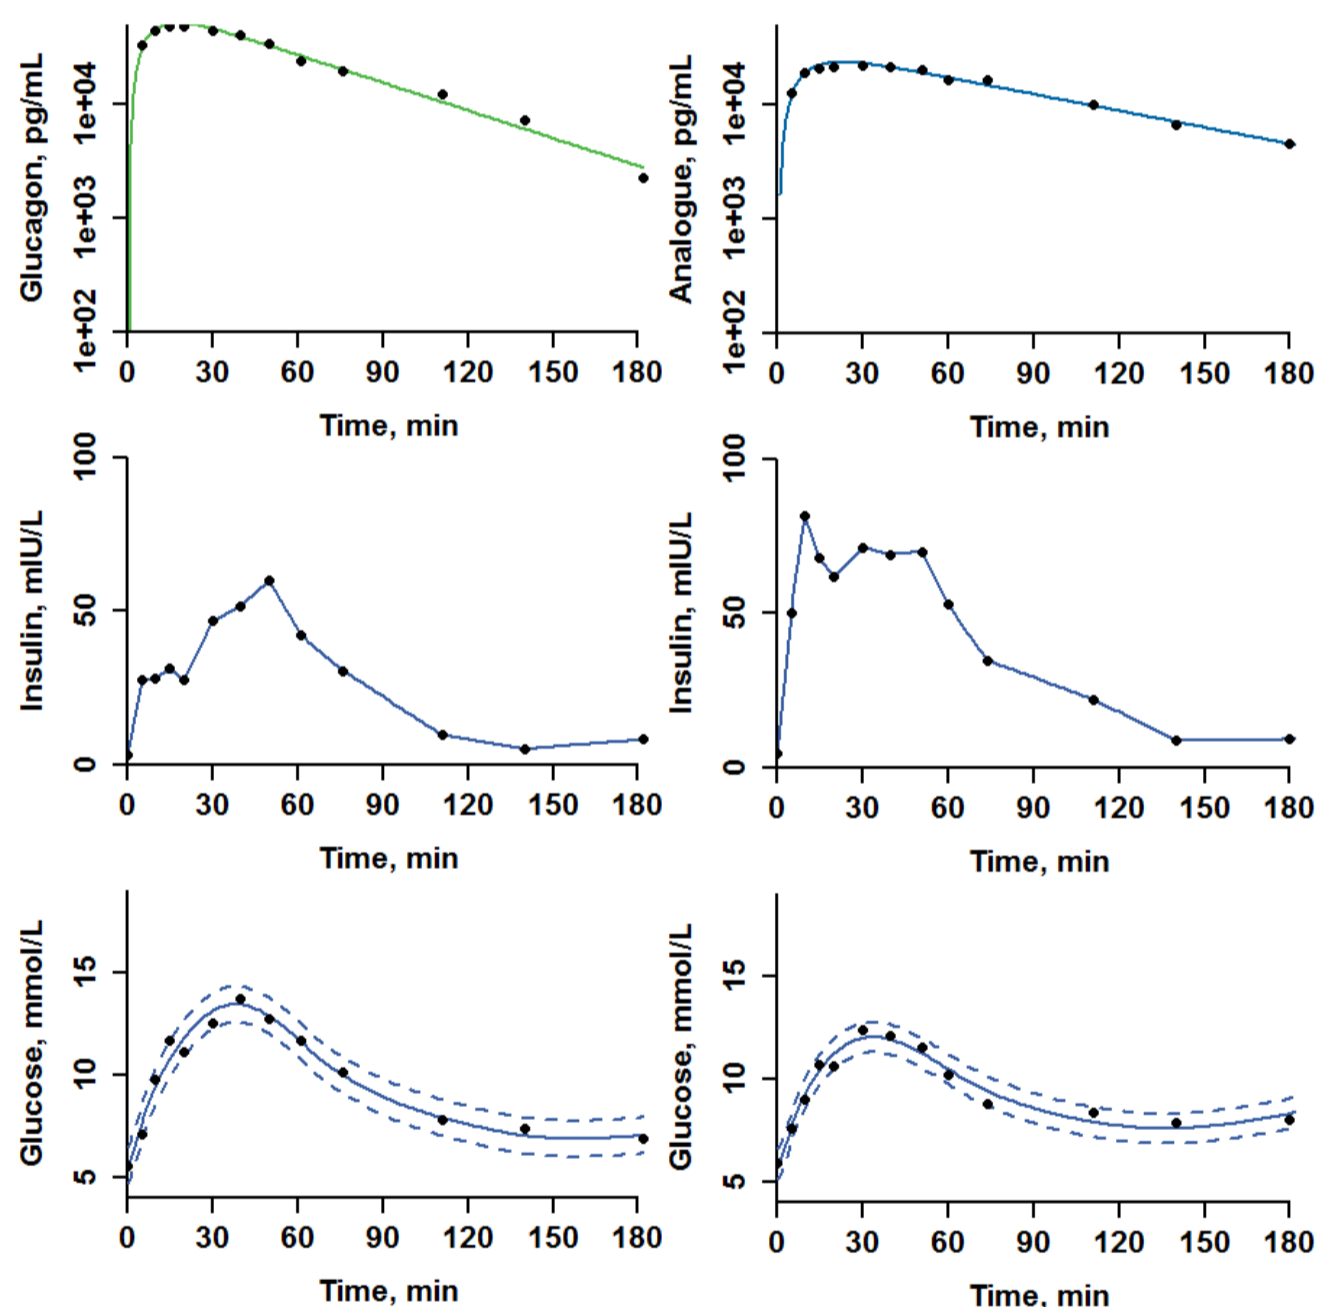 Glucagon, pg/mL
1e+04
1e+03
1e+02
0 30 60 90 120 150 180
Time, min
Analogue, pg/mL
1e+04
1e+03
1e+02
0 30 60 90 120 150 180
Time, min
Insulin, mIU/L
100
50
0
0 30 60 90 120 150 180
Time, min
Insulin, mIU/L
100
50
0
0 30 60 90 120 150 180
Time, min
Glucose, mmol/L
15
10
5
0 30 60 90 120 150 180
Time, min
Glucose, mmol/L
15
10
5
0 30 60 90 120 150 180
Time, min